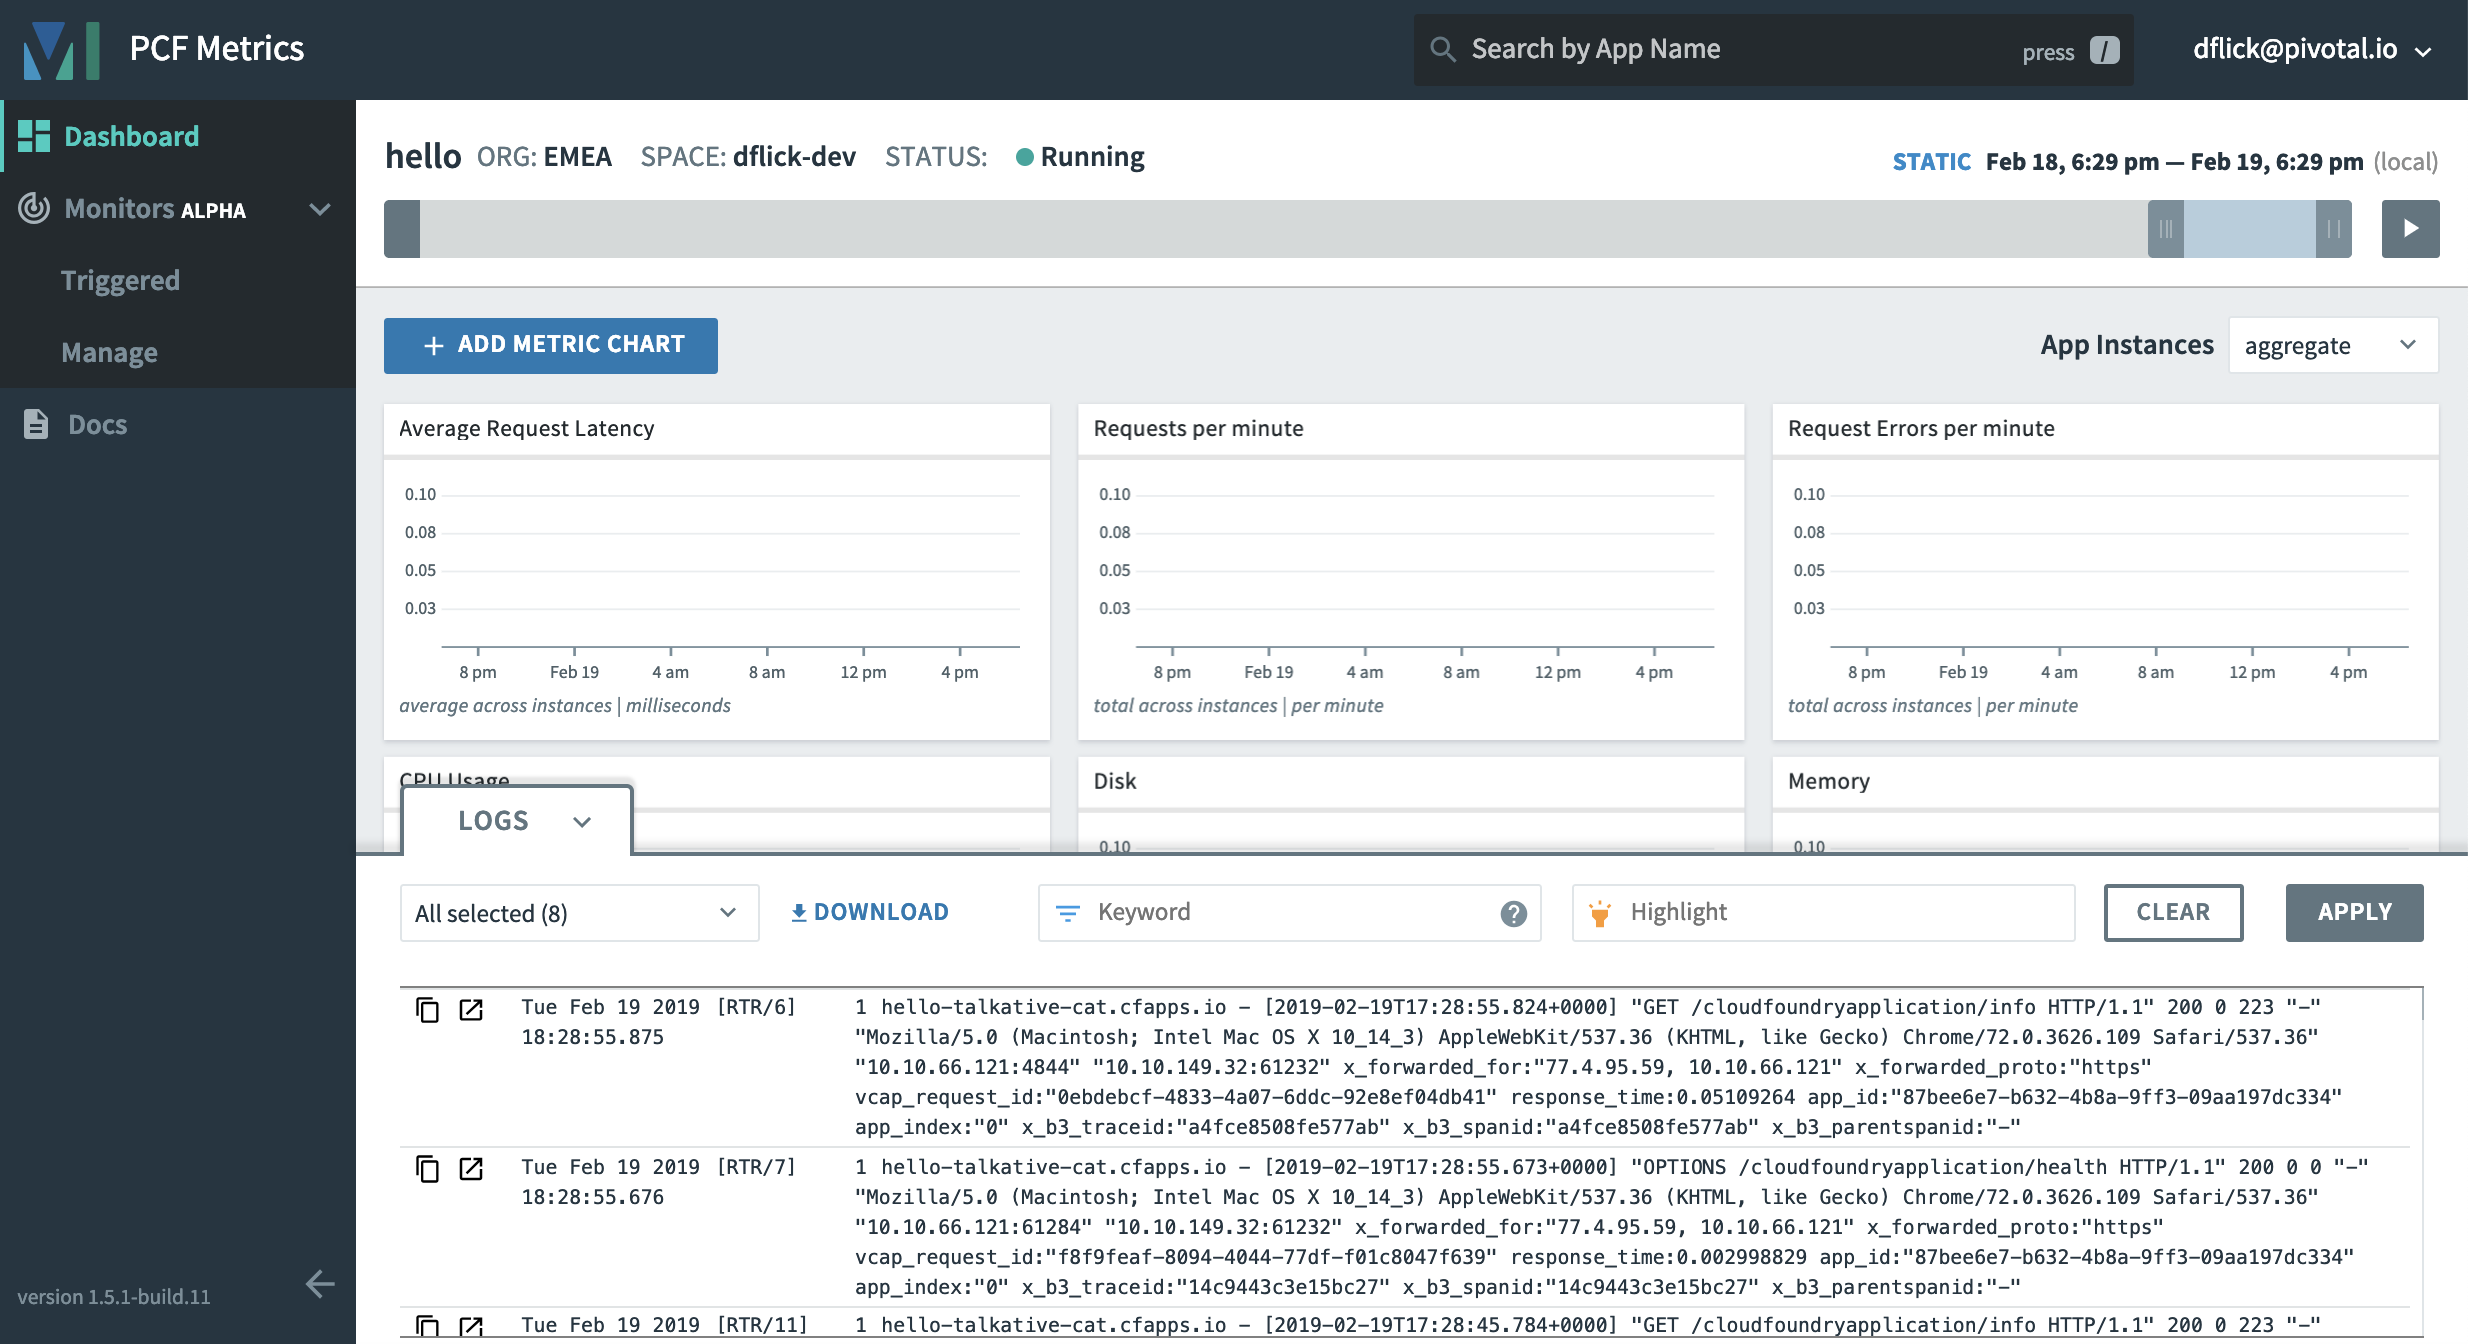 PCF Metrics
Search by App Name
press /
dflick@pivotal.io
Dashboard
Monitors ALPHA
Triggered
Manage
Docs
version 1.5.1-build.11
hello ORG: EMEA SPACE: dflick-dev STATUS: Running
STATIC Feb 18, 6:29 pm — Feb 19, 6:29 pm (local)
+ ADD METRIC CHART
App Instances aggregate
Average Request Latency
0.10
0.08
0.05
0.03
8 pm Feb 19 4 am 8 am 12 pm 4 pm
average across instances | milliseconds
Requests per minute
0.10
0.08
0.05
0.03
8 pm Feb 19 4 am 8 am 12 pm 4 pm
total across instances | per minute
Request Errors per minute
0.10
0.08
0.05
0.03
8 pm Feb 19 4 am 8 am 12 pm 4 pm
total across instances | per minute
CPU Usage
Disk
0.10
Memory
0.10
LOGS
All selected (8)
DOWNLOAD
Keyword
?
Highlight
CLEAR
APPLY
Tue Feb 19 2019 [RTR/6] 1 hello-talkative-cat.cfapps.io - [2019-02-19T17:28:55.824+0000] "GET /cloudfoundryapplication/info HTTP/1.1" 200 0 223 "-"
18:28:55.875 "Mozilla/5.0 (Macintosh; Intel Mac OS X 10_14_3) AppleWebKit/537.36 (KHTML, like Gecko) Chrome/72.0.3626.109 Safari/537.36"
"10.10.66.121:4844" "10.10.149.32:61232" x_forwarded_for:"77.4.95.59, 10.10.66.121" x_forwarded_proto:"https"
vcap_request_id:"0ebdebcf-4833-4a07-6ddc-92e8ef04db41" response_time:0.05109264 app_id:"87bee6e7-b632-4b8a-9ff3-09aa197dc334"
app_index:"0" x_b3_traceid:"a4fce8508fe577ab" x_b3_spanid:"a4fce8508fe577ab" x_b3_parentspanid:"-"
Tue Feb 19 2019 [RTR/7] 1 hello-talkative-cat.cfapps.io - [2019-02-19T17:28:55.673+0000] "OPTIONS /cloudfoundryapplication/health HTTP/1.1" 200 0 0 "-"
18:28:55.676 "Mozilla/5.0 (Macintosh; Intel Mac OS X 10_14_3) AppleWebKit/537.36 (KHTML, like Gecko) Chrome/72.0.3626.109 Safari/537.36"
"10.10.66.121:61284" "10.10.149.32:61232" x_forwarded_for:"77.4.95.59, 10.10.66.121" x_forwarded_proto:"https"
vcap_request_id:"f8f9feaf-8094-4044-77df-f01c8047f639" response_time:0.002998829 app_id:"87bee6e7-b632-4b8a-9ff3-09aa197dc334"
app_index:"0" x_b3_traceid:"14c9443c3e15bc27" x_b3_spanid:"14c9443c3e15bc27" x_b3_parentspanid:"-"
Tue Feb 19 2019 [RTR/11] 1 hello-talkative-cat.cfapps.io - [2019-02-19T17:28:45.784+0000] "GET /cloudfoundryapplication/info HTTP/1.1" 200 0 223 "-"